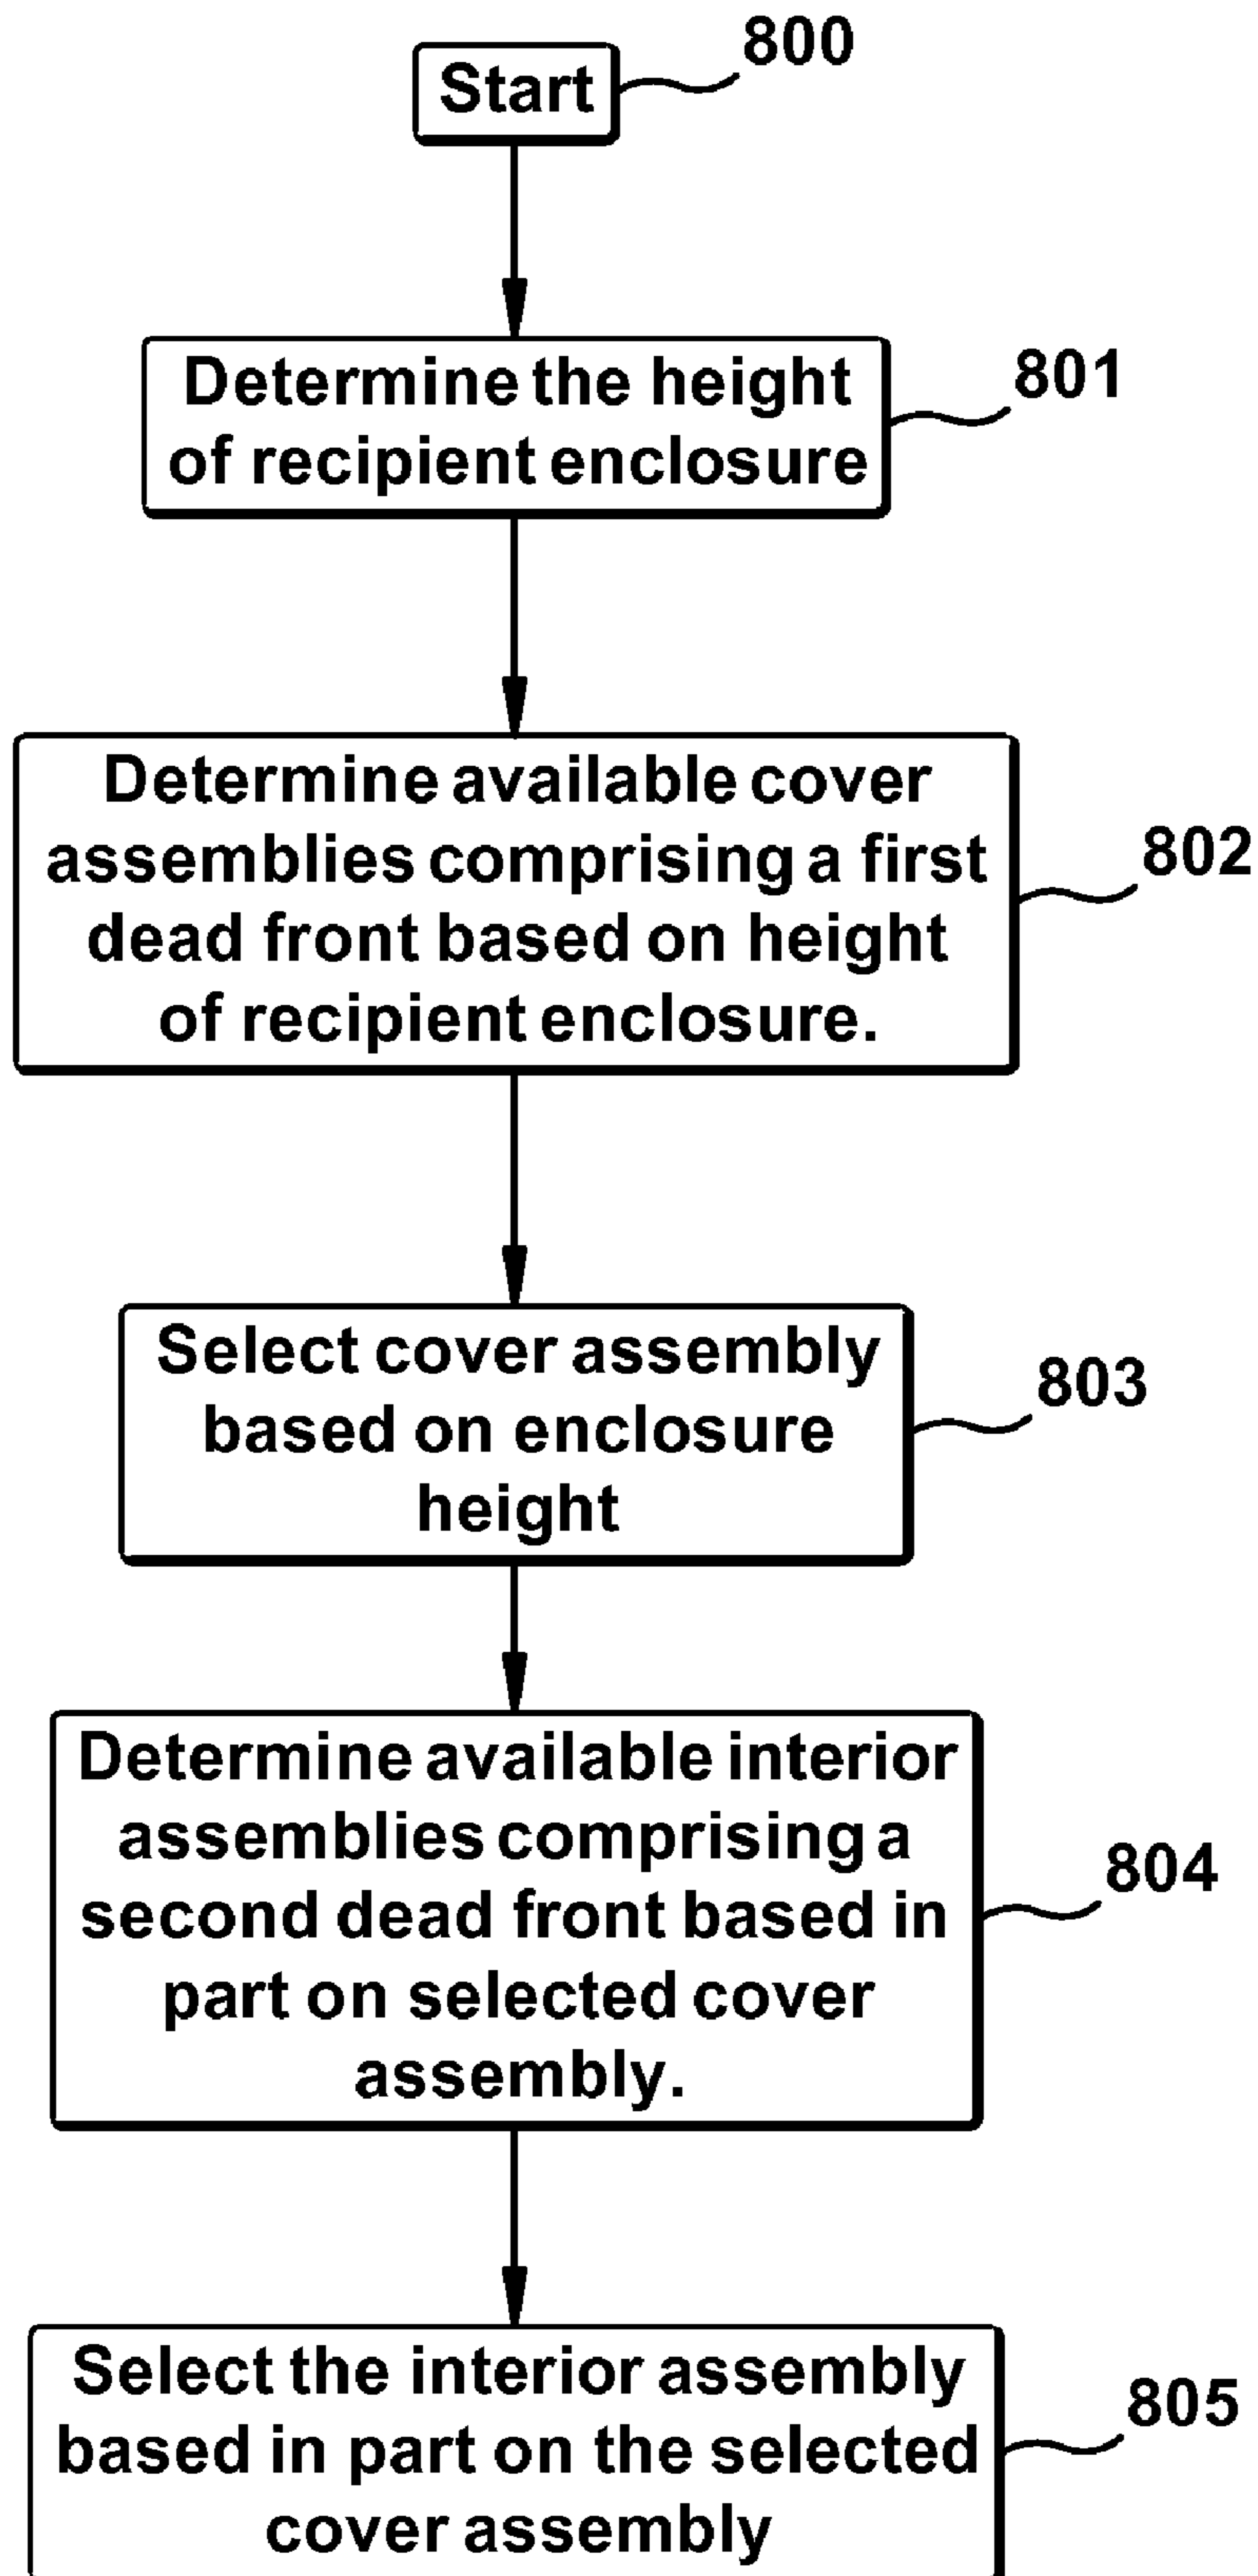 Start
800
Determine the height
of recipient enclosure
801
Determine available cover
assemblies comprising a first
dead front based on height
of recipient enclosure.
802
Select cover assembly
based on enclosure
height
803
Determine available interior
assemblies comprising a
second dead front based in
part on selected cover
assembly.
804
Select the interior assembly
based in part on the selected
cover assembly
805